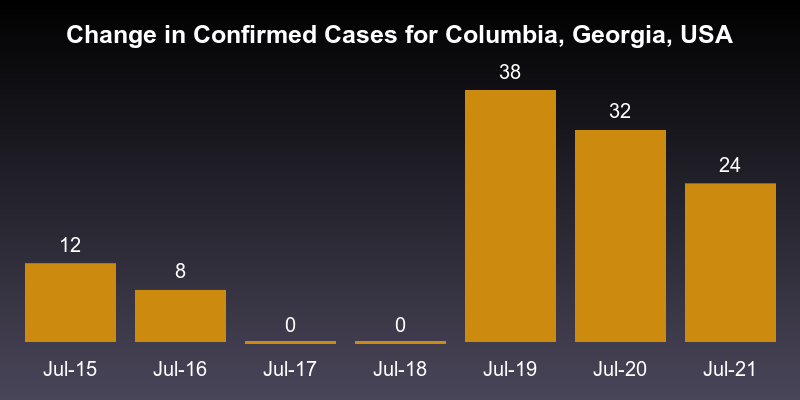 Change in Confirmed Cases for Columbia, Georgia, USA
12
8
0
0
38
32
24
Jul-15
Jul-16
Jul-17
Jul-18
Jul-19
Jul-20
Jul-21